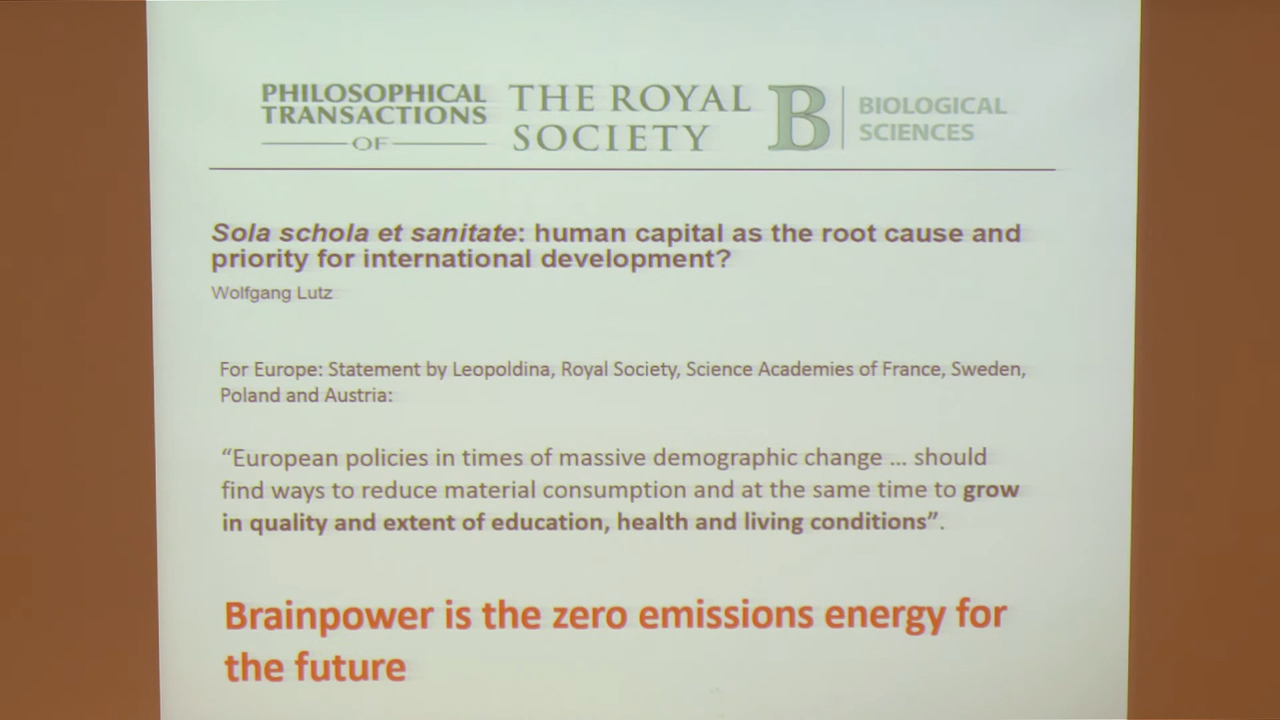 PHILOSOPHICAL
TRANSACTIONS
OF
THE ROYAL
SOCIETY
B
BIOLOGICAL
SCIENCES
Sola schola et sanitate: human capital as the root cause and
priority for international development?
Wolfgang Lutz
For Europe: Statement by Leopoldina, Royal Society, Science Academies of France, Sweden,
Poland and Austria:
“European policies in times of massive demographic change … should
find ways to reduce material consumption and at the same time to grow
in quality and extent of education, health and living conditions”.
Brainpower is the zero emissions energy for
the future